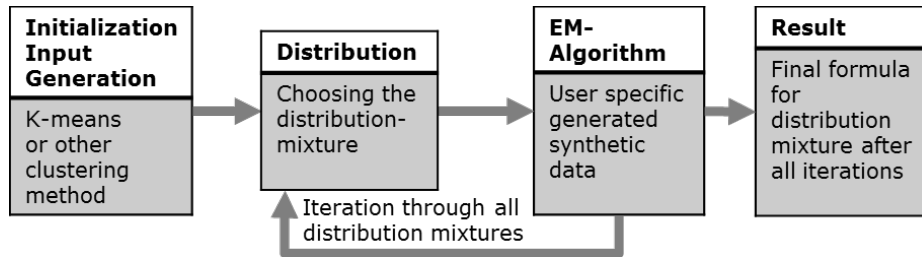 Initialization
Input
Generation
K-means
or other
clustering
method
Distribution
Choosing the
distribution-
mixture
EM-
Algorithm
User specific
generated
synthetic
data
Result
Final formula
for
distribution
mixture after
all iterations
Iteration through all
distribution mixtures